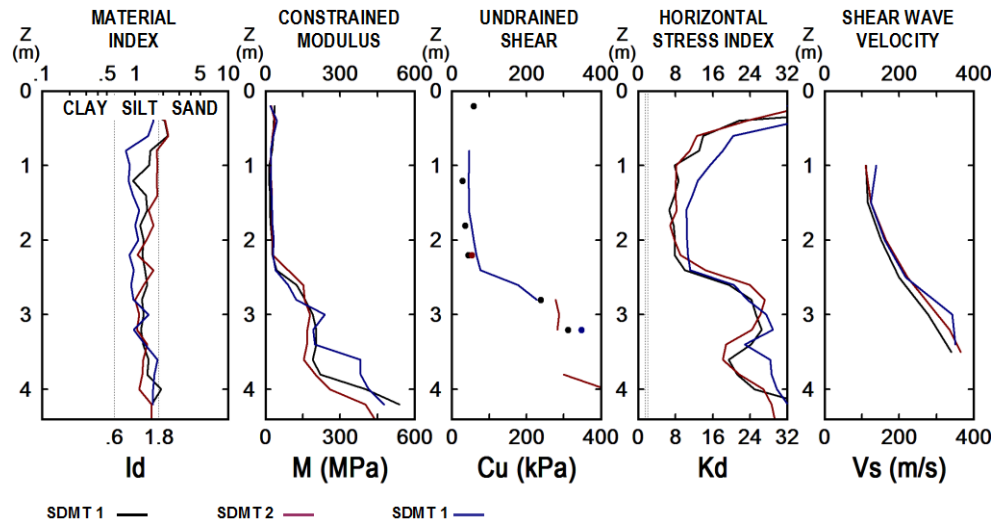 MATERIAL INDEX
CONSTRAINED MODULUS
UNDRAINED SHEAR
HORIZONTAL STRESS INDEX
SHEAR WAVE VELOCITY
Z (m)
.1 .5 1 2 5 10
Z (m)
0 300 600
Z (m)
0 200 400
Z (m)
0 8 16 24 32
Z (m)
0 200 400
CLAY SILT SAND
0 0 0 0 0
1 1 1 1 1
2 2 2 2 2
3 3 3 3 3
4 4 4 4 4
.6 1.8
0 300 600
0 200 400
0 8 16 24 32
0 200 400
Id
M (MPa)
Cu (kPa)
Kd
Vs (m/s)
SDMT 1
SDMT 2
SDMT 1